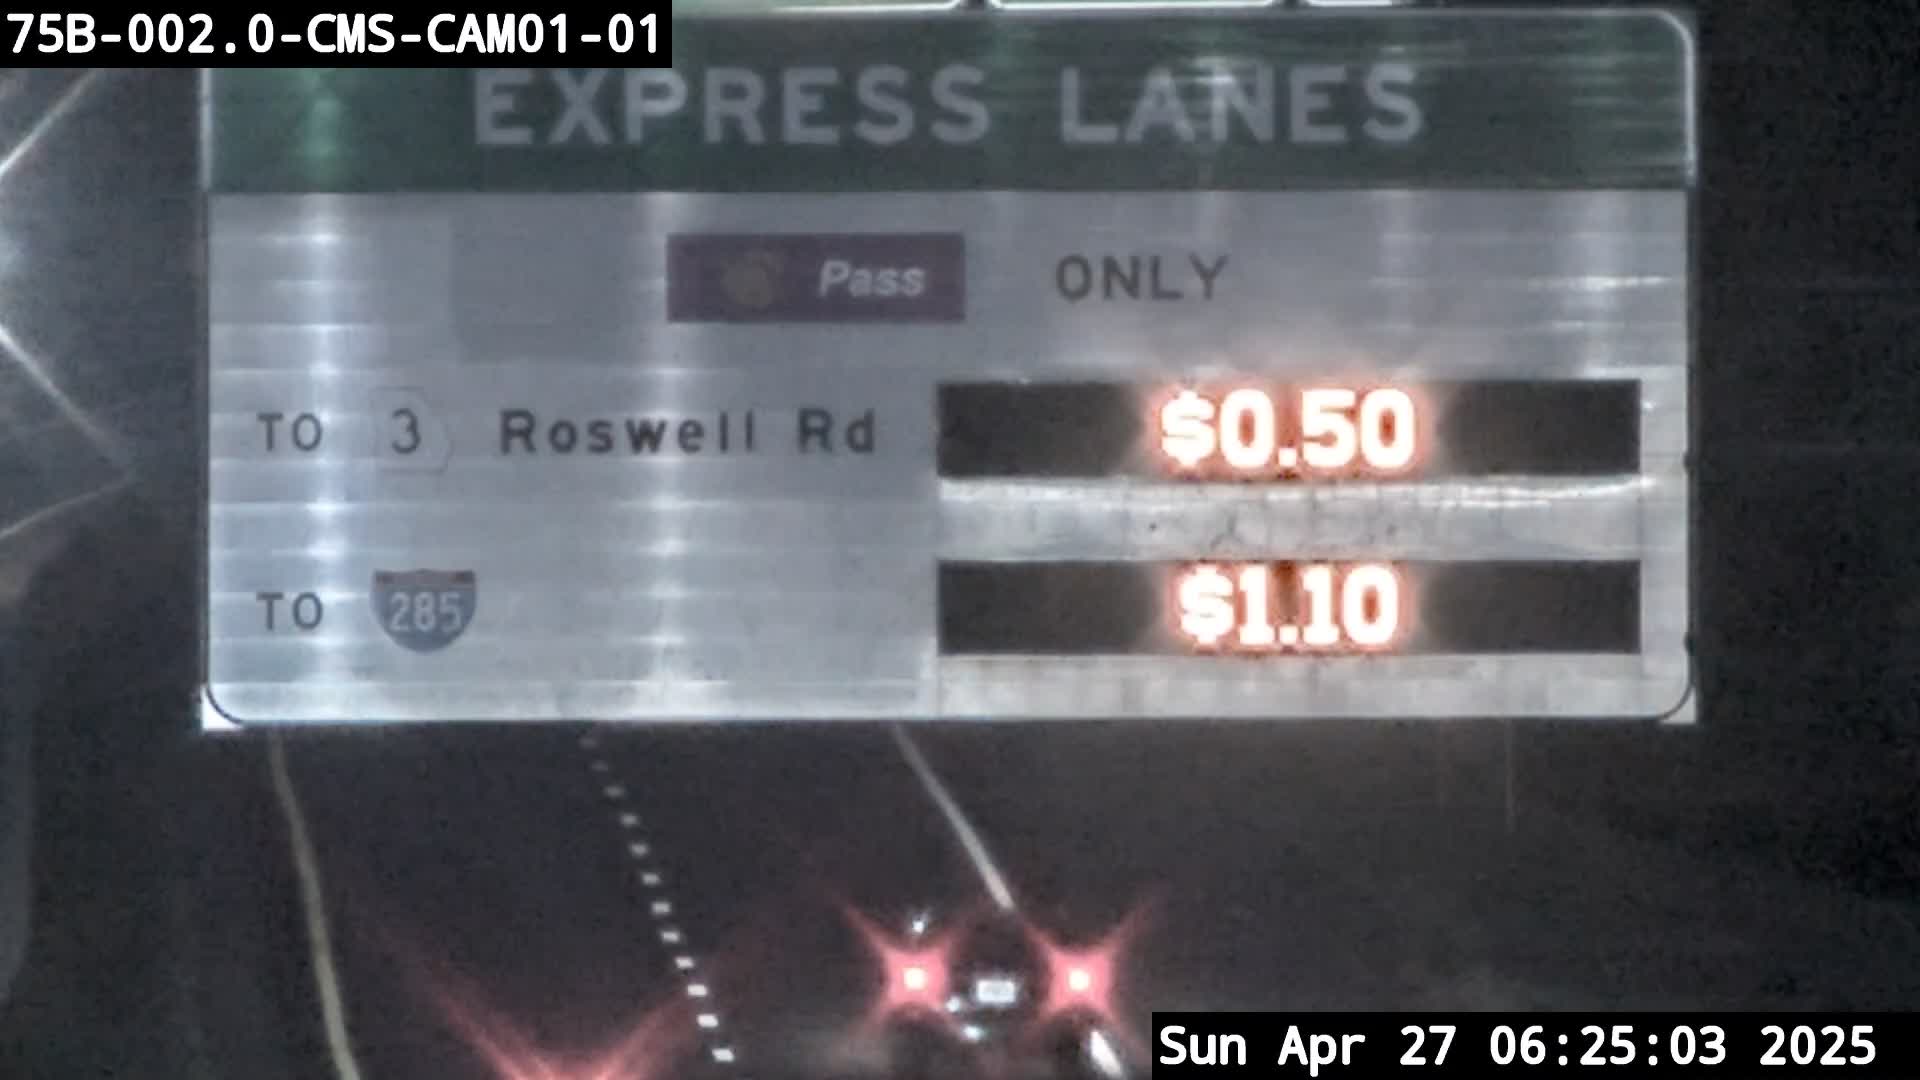 75B-002.0-CMS-CAM01-01
EXPRESS LANES
Pass ONLY
TO 3 Roswell Rd $0.50
TO 285 $1.10
Sun Apr 27 06:25:03 2025